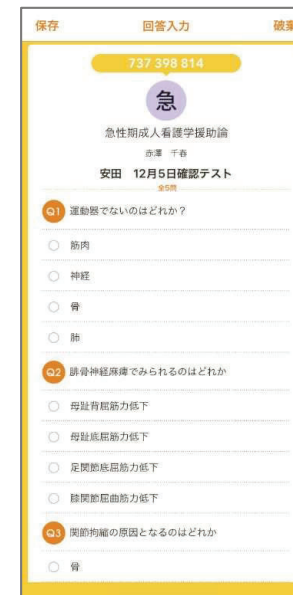 保存 回答入力 破棄
737 398 814
急
急性期成人看護学援助論
赤澤 千春
安田 12月5日確認テスト
全5問
Q1 運動器でないのはどれか？
筋肉
神経
骨
肺
Q2 腓骨神経麻痺でみられるのはどれか
母趾背屈筋力低下
母趾底屈筋力低下
足関節底屈筋力低下
膝関節屈曲筋力低下
Q3 関節拘縮の原因となるのはどれか
骨